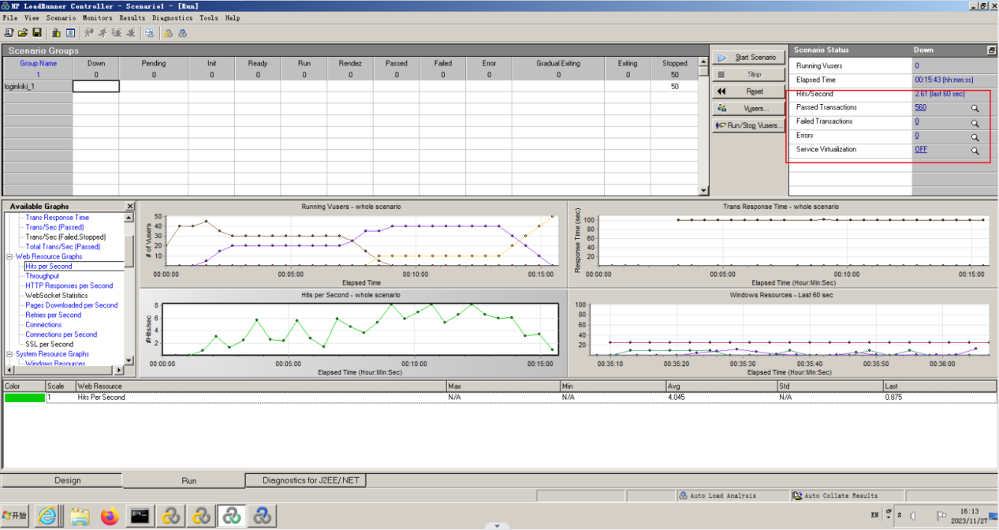 HP LoadRunner Controller - Scenario1 - [Run]
File View Scenario Monitors Results Diagnostics Tools Help
Scenario Groups
Group Name Down Pending Init Ready Run Rendez Passed Failed Error Gradual Exiting Exiting Stopped
1 0 0 0 0 0 0 0 0 0 0 0 50
loginkiki_1 50
Start Scenario
Stop
Reset
Vusers...
Run/Stop Vusers...
Scenario Status Down
Running Vusers 0
Elapsed Time 00:15:43 (hh:mm:ss)
Hits/Second 2.61 (last 60 sec)
Passed Transactions 560
Failed Transactions 0
Errors 0
Service Virtualization OFF
Available Graphs
Trans Response Time
Trans/Sec (Passed)
Trans/Sec (Failed,Stopped)
Total Trans/Sec (Passed)
Web Resource Graphs
Hits per Second
Throughput
HTTP Responses per Second
WebSocket Statistics
Pages Downloaded per Second
Retries per Second
Connections
Connections per Second
SSL per Second
System Resource Graphs
Windows Resources
Running Vusers - whole scenario
# of Vusers
50
40
30
20
10
00:00:00 00:05:00 00:10:00 00:15:00
Elapsed Time
Trans Response Time - whole scenario
Response Time (sec)
100
80
60
40
20
00:00:00 00:05:00 00:10:00 00:15:00
Elapsed Time (Hour:Min:Sec)
Hits per Second - whole scenario
#Hits/sec
8
6
4
2
00:00:00 00:05:00 00:10:00 00:15:00
Elapsed Time (Hour:Min:Sec)
Windows Resources - Last 60 sec
100
80
60
40
20
00:35:10 00:35:20 00:35:30 00:35:40 00:35:50 00:36:00
Elapsed Time (Hour:Min:Sec)
Color Scale Web Resource Max Min Avg Std Last
1 Hits Per Second N/A N/A 4.045 N/A 0.875
Design Run Diagnostics for J2EE/.NET
Auto Load Analysis Auto Collate Results
开始
EN
16:13
2023/11/27